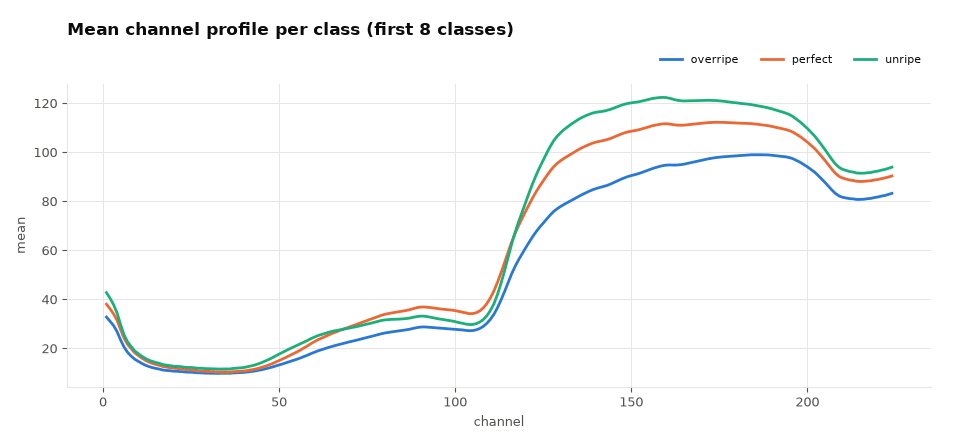 Mean channel profile per class (first 8 classes)
overripe perfect unripe
120
100
80
60
40
20
mean
0 50 100 150 200
channel